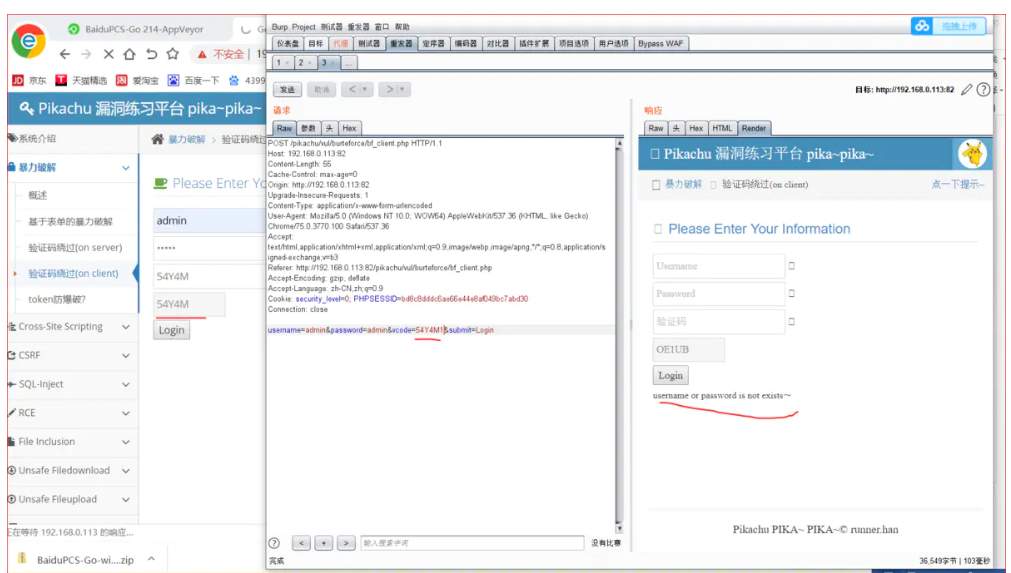 BaiduPCS-Go 214-AppVeyor
不安全
京东 天猫精选 爱淘宝 百度一下 4399
Pikachu 漏洞练习平台 pika~pika~
系统介绍
暴力破解
概述
基于表单的暴力破解
验证码绕过(on server)
验证码绕过(on client)
token防爆破?
Cross-Site Scripting
CSRF
SQL-Inject
RCE
File Inclusion
Unsafe Filedownload
Unsafe Fileupload
正在等待 192.168.0.113 的响应...
BaiduPCS-Go-wi....zip
暴力破解 > 验证码绕过
Please Enter Yo
admin
•••••
54Y4M
54Y4M
Login
Burp Project 测试器 重发器 窗口 帮助
拖拽上传
仪表盘 目标 代理 测试器 重发器 定序器 编码器 对比器 插件扩展 项目选项 用户选项 Bypass WAF
1 × 2 × 3 × ...
发送 取消 < >
目标: http://192.168.0.113:82
请求
Raw 参数 头 Hex
POST /pikachu/vul/burteforce/bf_client.php HTTP/1.1
Host: 192.168.0.113:82
Content-Length: 55
Cache-Control: max-age=0
Origin: http://192.168.0.113:82
Upgrade-Insecure-Requests: 1
Content-Type: application/x-www-form-urlencoded
User-Agent: Mozilla/5.0 (Windows NT 10.0; WOW64) AppleWebKit/537.36 (KHTML, like Gecko)
Chrome/75.0.3770.100 Safari/537.36
Accept:
text/html,application/xhtml+xml,application/xml;q=0.9,image/webp,image/apng,*/*;q=0.8,application/s
igned-exchange;v=b3
Referer: http://192.168.0.113:82/pikachu/vul/burteforce/bf_client.php
Accept-Encoding: gzip, deflate
Accept-Language: zh-CN,zh;q=0.9
Cookie: security_level=0; PHPSESSID=bd8c8dddc6ae66e44e8af049bc7abd30
Connection: close
username=admin&password=admin&vcode=54Y4M1&submit=Login
< + > 输入搜索字词
没有比赛
完成
响应
Raw 头 Hex HTML Render
Pikachu 漏洞练习平台 pika~pika~
暴力破解 验证码绕过(on client)
点一下提示~
Please Enter Your Information
Username
Password
验证码
OE1UB
Login
username or password is not exists～
Pikachu PIKA~ PIKA~© runner.han
36,549字节 | 103毫秒